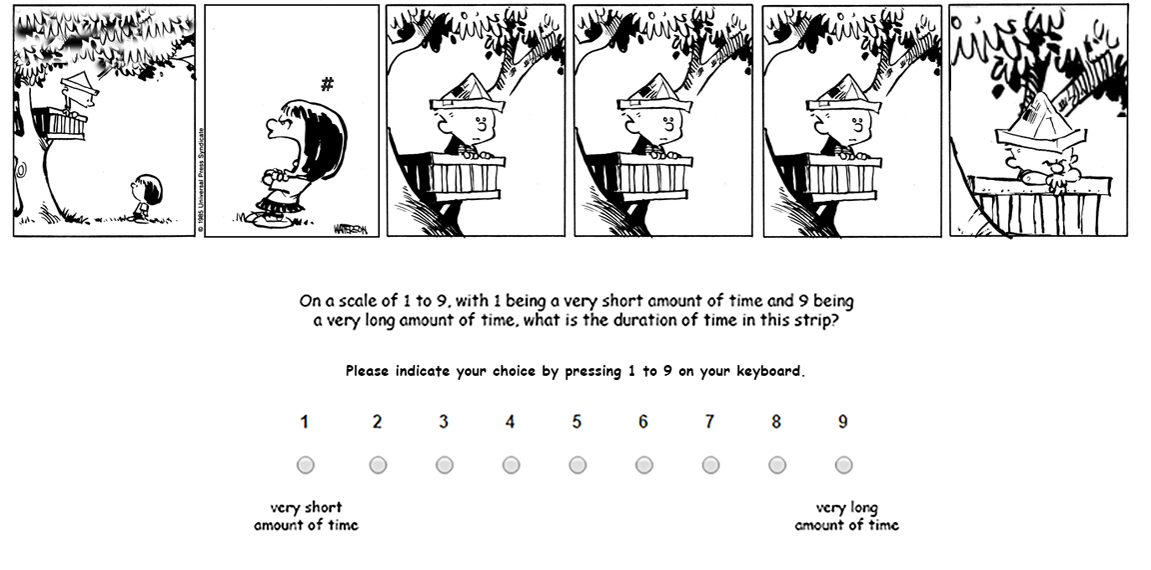 #
© 1985 Universal Press Syndicate
WATTERSON
On a scale of 1 to 9, with 1 being a very short amount of time and 9 being
a very long amount of time, what is the duration of time in this strip?
Please indicate your choice by pressing 1 to 9 on your keyboard.
1 2 3 4 5 6 7 8 9
very short
amount of time
very long
amount of time